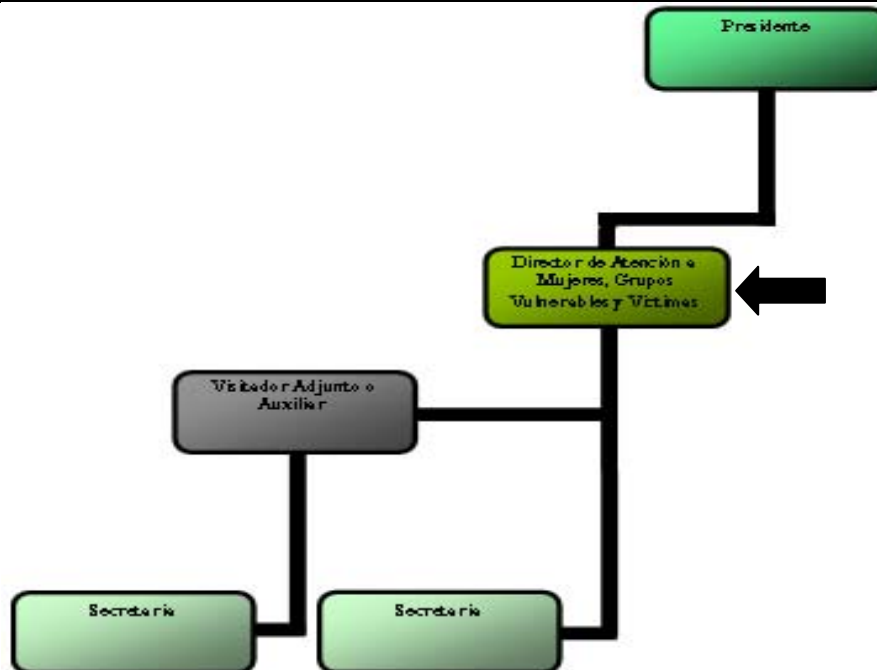 Presidente
Director de Atención a
Mujeres, Grupos
Vulnerables y Víctimas
Visitador Adjunto o
Auxiliar
Secretaria
Secretaria